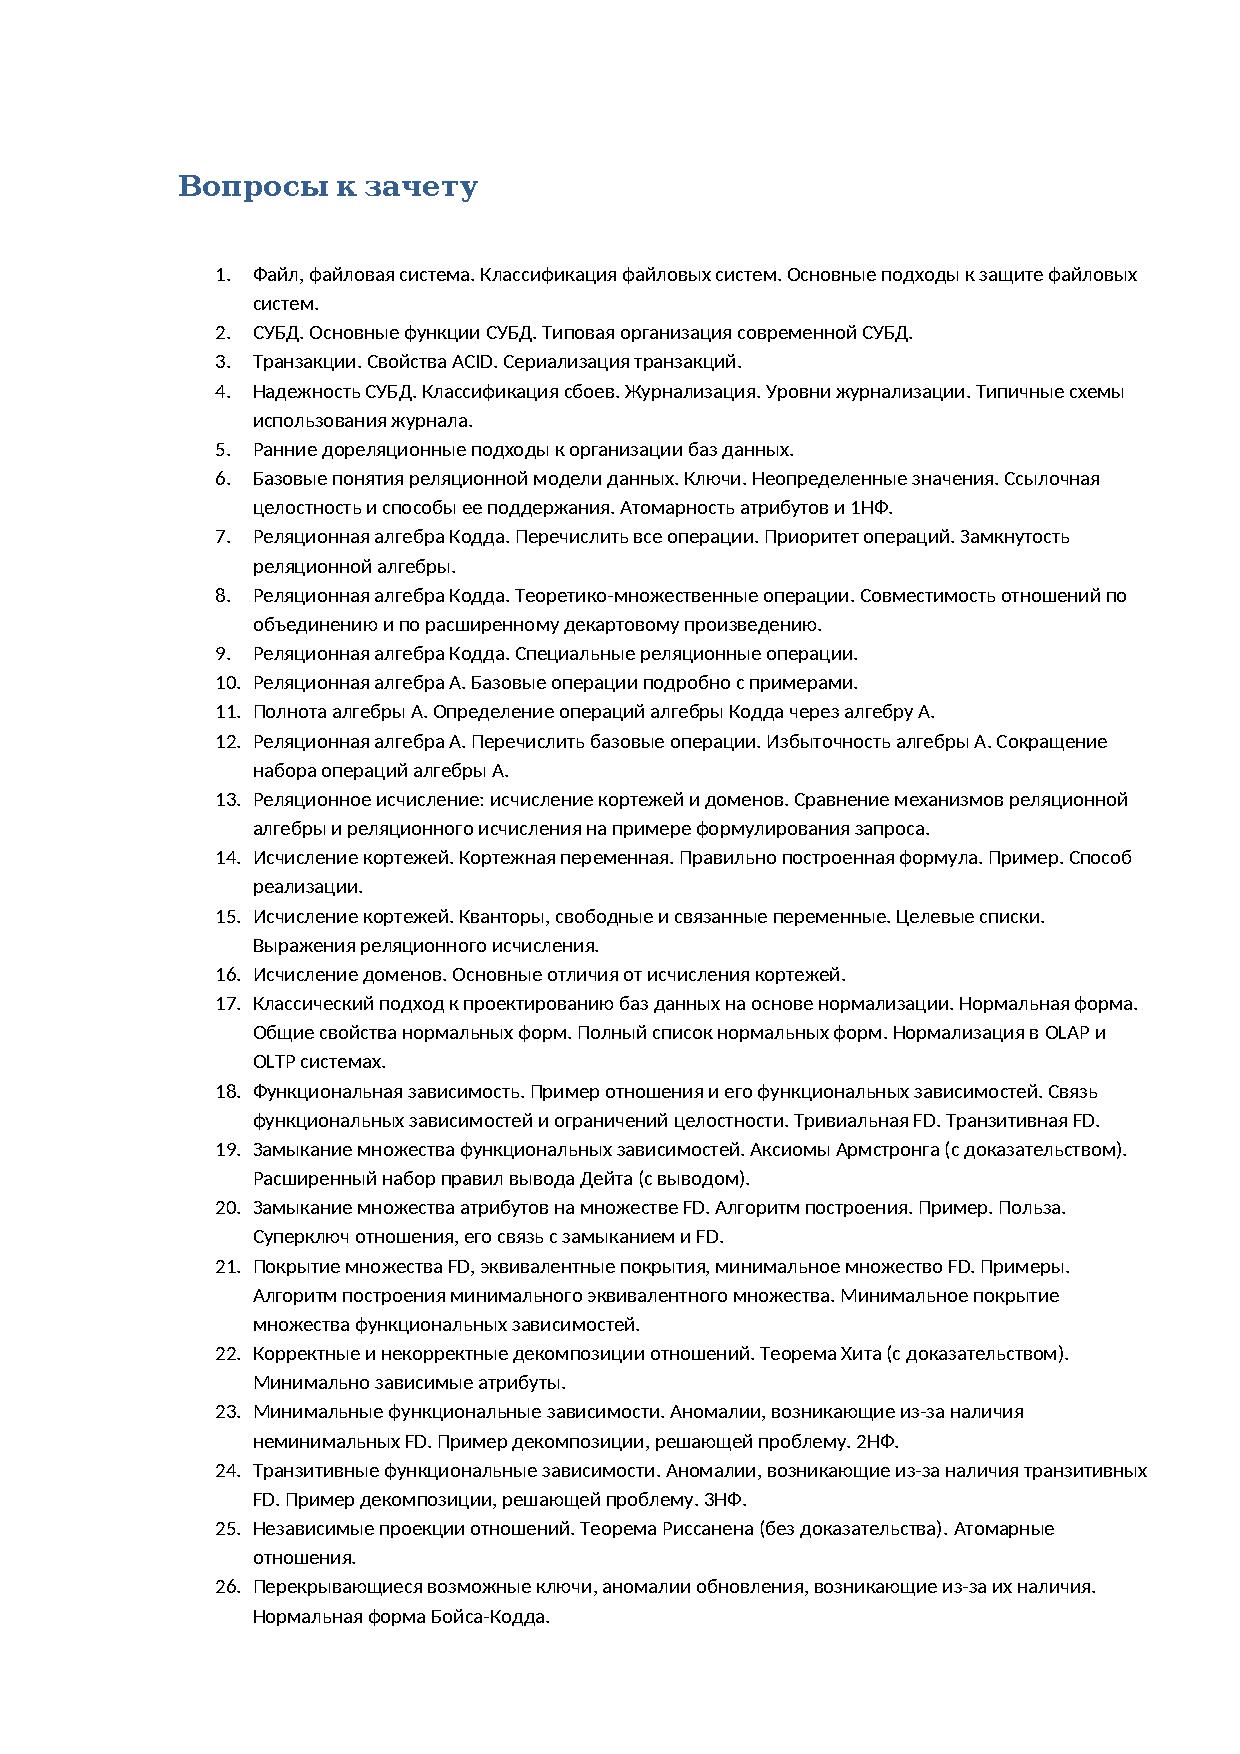 Вопросы к зачету
1. Файл, файловая система. Классификация файловых систем. Основные подходы к защите файловых
систем.
2. СУБД. Основные функции СУБД. Типовая организация современной СУБД.
3. Транзакции. Свойства ACID. Сериализация транзакций.
4. Надежность СУБД. Классификация сбоев. Журнализация. Уровни журнализации. Типичные схемы
использования журнала.
5. Ранние дореляционные подходы к организации баз данных.
6. Базовые понятия реляционной модели данных. Ключи. Неопределенные значения. Ссылочная
целостность и способы ее поддержания. Атомарность атрибутов и 1НФ.
7. Реляционная алгебра Кодда. Перечислить все операции. Приоритет операций. Замкнутость
реляционной алгебры.
8. Реляционная алгебра Кодда. Теоретико-множественные операции. Совместимость отношений по
объединению и по расширенному декартовому произведению.
9. Реляционная алгебра Кодда. Специальные реляционные операции.
10. Реляционная алгебра A. Базовые операции подробно с примерами.
11. Полнота алгебры A. Определение операций алгебры Кодда через алгебру A.
12. Реляционная алгебра A. Перечислить базовые операции. Избыточность алгебры A. Сокращение
набора операций алгебры A.
13. Реляционное исчисление: исчисление кортежей и доменов. Сравнение механизмов реляционной
алгебры и реляционного исчисления на примере формулирования запроса.
14. Исчисление кортежей. Кортежная переменная. Правильно построенная формула. Пример. Способ
реализации.
15. Исчисление кортежей. Кванторы, свободные и связанные переменные. Целевые списки.
Выражения реляционного исчисления.
16. Исчисление доменов. Основные отличия от исчисления кортежей.
17. Классический подход к проектированию баз данных на основе нормализации. Нормальная форма.
Общие свойства нормальных форм. Полный список нормальных форм. Нормализация в OLAP и
OLTP системах.
18. Функциональная зависимость. Пример отношения и его функциональных зависимостей. Связь
функциональных зависимостей и ограничений целостности. Тривиальная FD. Транзитивная FD.
19. Замыкание множества функциональных зависимостей. Аксиомы Армстронга (с доказательством).
Расширенный набор правил вывода Дейта (с выводом).
20. Замыкание множества атрибутов на множестве FD. Алгоритм построения. Пример. Польза.
Суперключ отношения, его связь с замыканием и FD.
21. Покрытие множества FD, эквивалентные покрытия, минимальное множество FD. Примеры.
Алгоритм построения минимального эквивалентного множества. Минимальное покрытие
множества функциональных зависимостей.
22. Корректные и некорректные декомпозиции отношений. Теорема Хита (с доказательством).
Минимально зависимые атрибуты.
23. Минимальные функциональные зависимости. Аномалии, возникающие из-за наличия
неминимальных FD. Пример декомпозиции, решающей проблему. 2НФ.
24. Транзитивные функциональные зависимости. Аномалии, возникающие из-за наличия транзитивных
FD. Пример декомпозиции, решающей проблему. 3НФ.
25. Независимые проекции отношений. Теорема Риссанена (без доказательства). Атомарные
отношения.
26. Перекрывающиеся возможные ключи, аномалии обновления, возникающие из-за их наличия.
Нормальная форма Бойса-Кодда.